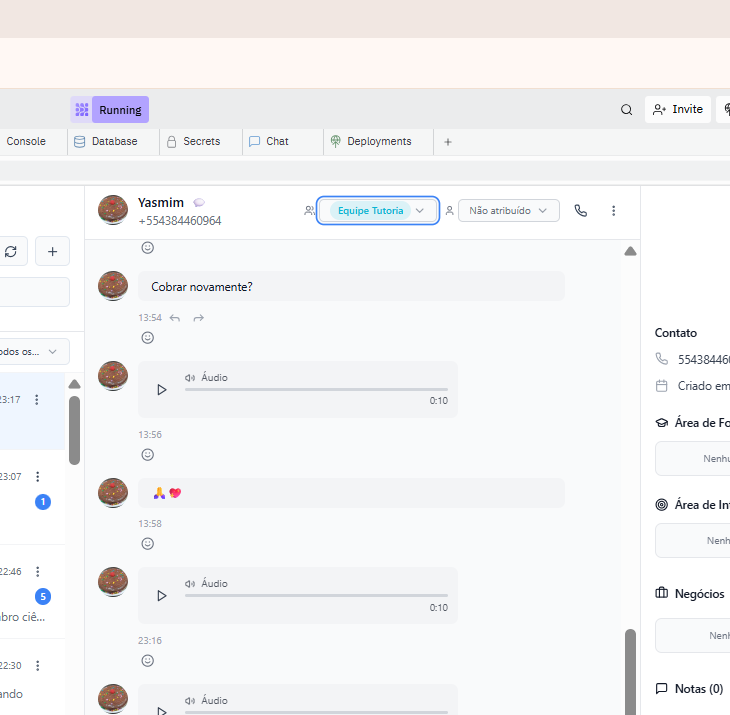 Running
Invite
Console
Database
Secrets
Chat
Deployments
Yasmim
+554384460964
Equipe Tutoria
Não atribuído
Cobrar novamente?
13:54
Áudio
0:10
13:56
🙏💖
13:58
Áudio
0:10
23:16
Áudio
odos os...
23:17
23:07
1
22:46
5
bro ciê...
22:30
ando
Contato
55438446
Criado em
Área de Fo
Nenhu
Área de In
Nenh
Negócios
Nenh
Notas (0)